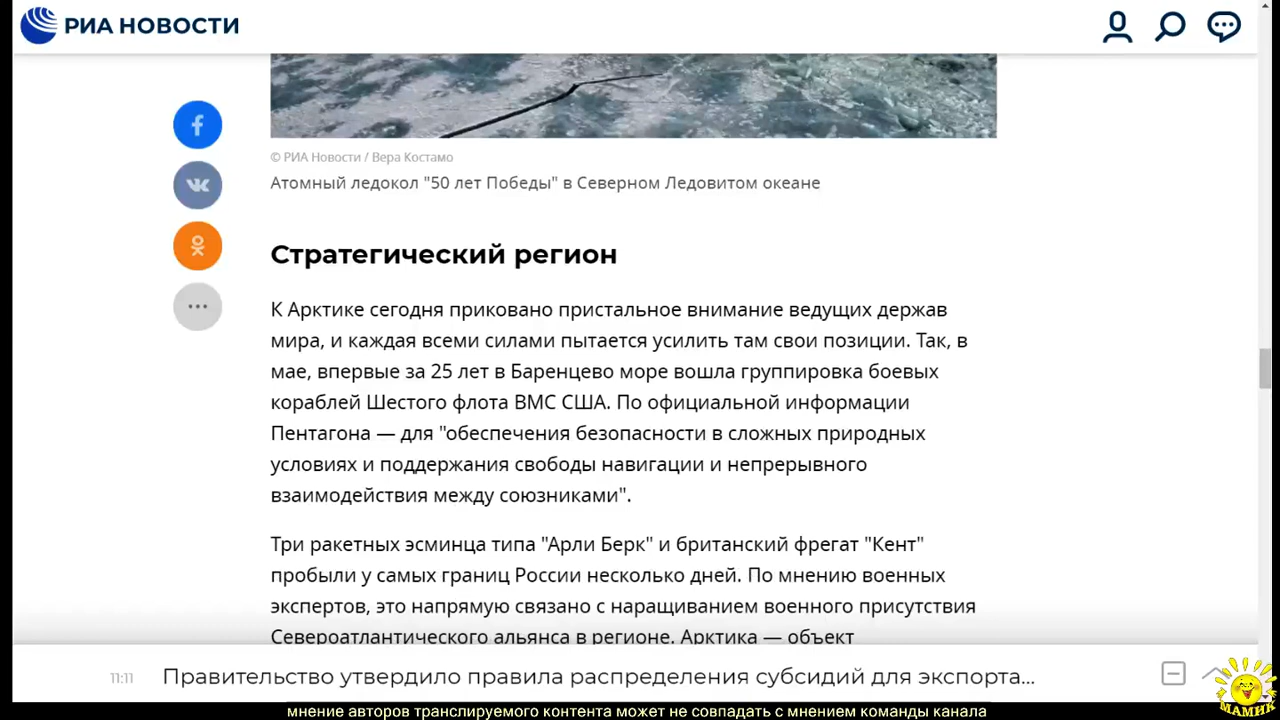 РИА НОВОСТИ
© РИА Новости / Вера Костамо
Атомный ледокол "50 лет Победы" в Северном Ледовитом океане
Стратегический регион
К Арктике сегодня приковано пристальное внимание ведущих держав
мира, и каждая всеми силами пытается усилить там свои позиции. Так, в
мае, впервые за 25 лет в Баренцево море вошла группировка боевых
кораблей Шестого флота ВМС США. По официальной информации
Пентагона — для "обеспечения безопасности в сложных природных
условиях и поддержания свободы навигации и непрерывного
взаимодействия между союзниками".
Три ракетных эсминца типа "Арли Берк" и британский фрегат "Кент"
пробыли у самых границ России несколько дней. По мнению военных
экспертов, это напрямую связано с наращиванием военного присутствия
Североатлантического альянса в регионе. Арктика — объект
11:11 Правительство утвердило правила распределения субсидий для экспорта...
МАМИК
мнение авторов транслируемого контента может не совпадать с мнением команды канала